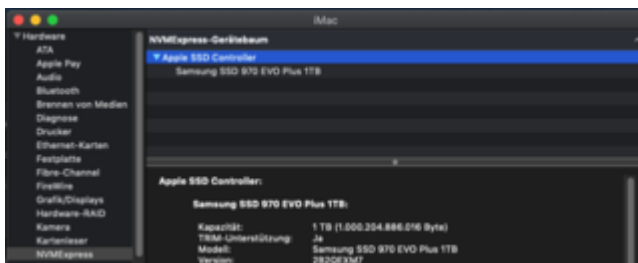 iMac
Hardware
ATA
Apple Pay
Audio
Bluetooth
Brennen von Medien
Diagnose
Drucker
Ethernet-Karten
Festplatte
Fibre-Channel
FireWire
Grafik/Displays
Hardware-RAID
Kamera
Kartenleser
NVMExpress
NVMExpress-Gerätebaum
Apple SSD Controller
Samsung SSD 970 EVO Plus 1TB
Apple SSD Controller:
Samsung SSD 970 EVO Plus 1TB:
Kapazität: 1 TB (1.000.204.886.016 Byte)
TRIM-Unterstützung: Ja
Modell: Samsung SSD 970 EVO Plus 1TB
Version: 2B2QEXM7